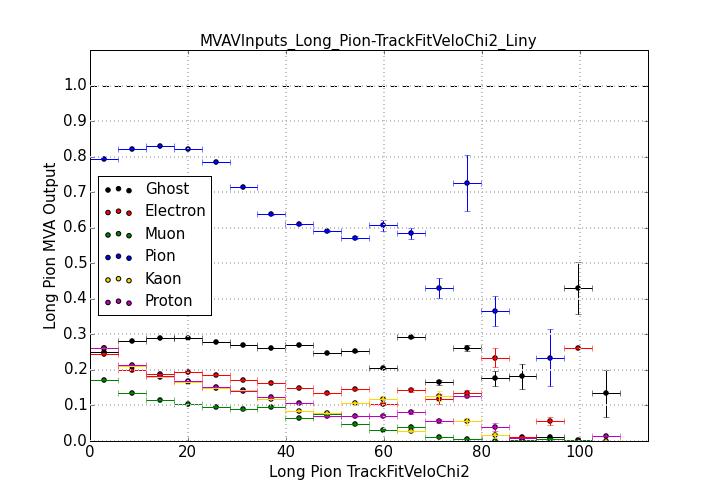 MVAVInputs_Long_Pion-TrackFitVeloChi2_Liny
Long Pion MVA Output
1.0
0.9
0.8
0.7
0.6
0.5
0.4
0.3
0.2
0.1
0.0
Ghost
Electron
Muon
Pion
Kaon
Proton
0 20 40 60 80 100
Long Pion TrackFitVeloChi2